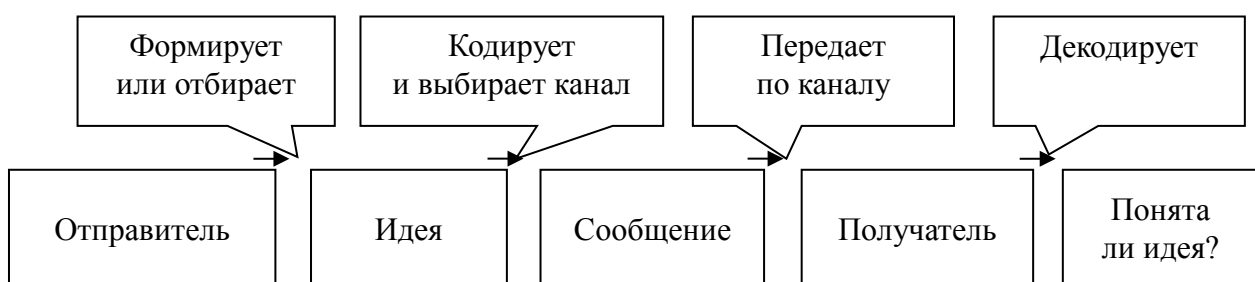 Формирует
или отбирает
Кодирует
и выбирает канал
Передает
по каналу
Декодирует
Отправитель
Идея
Сообщение
Получатель
Понята
ли идея?